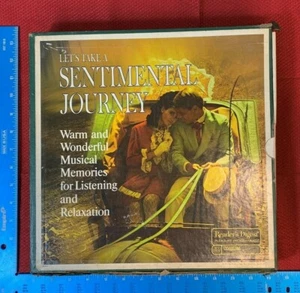 LET'S TAKE A
SENTIMENTAL
JOURNEY
Warm and
Wonderful
Musical
Memories
for Listening
and
Relaxation
Reader's Digest